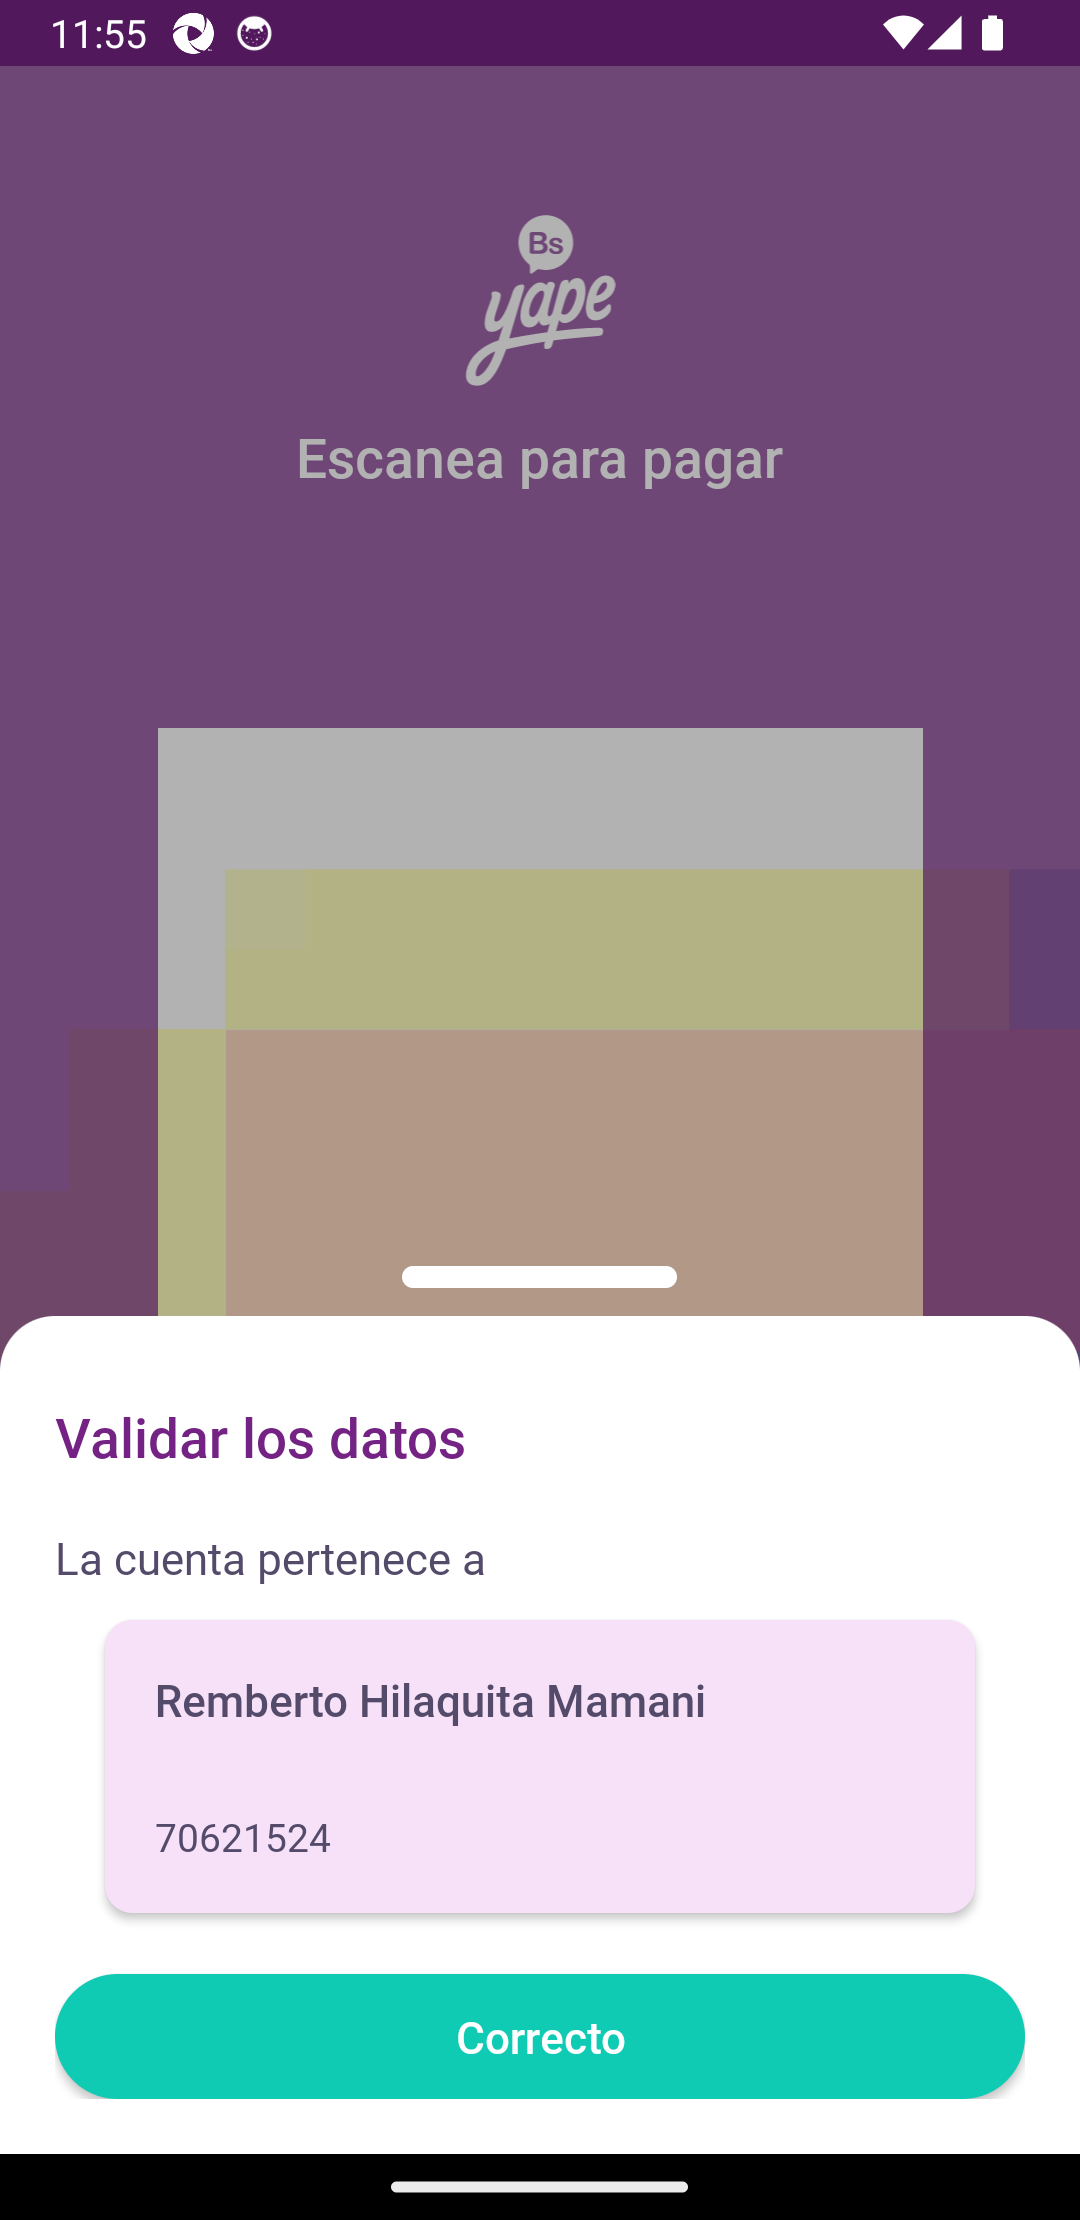 11:55
Bs
yape
Escanea para pagar
Validar los datos
La cuenta pertenece a
Remberto Hilaquita Mamani
70621524
Correcto